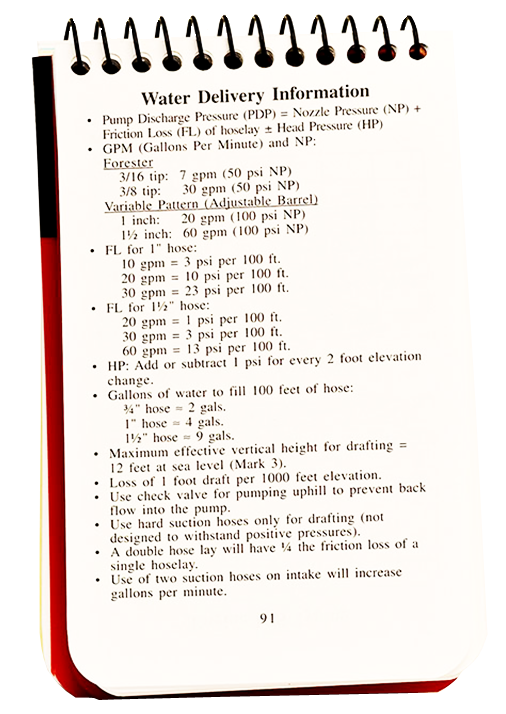 Water Delivery Information
• Pump Discharge Pressure (PDP) = Nozzle Pressure (NP) +
Friction Loss (FL) of hoselay ± Head Pressure (HP)
• GPM (Gallons Per Minute) and NP:
Forester
3/16 tip: 7 gpm (50 psi NP)
3/8 tip: 30 gpm (50 psi NP)
Variable Pattern (Adjustable Barrel)
1 inch: 20 gpm (100 psi NP)
1½ inch: 60 gpm (100 psi NP)
• FL for 1" hose:
10 gpm = 3 psi per 100 ft.
20 gpm = 10 psi per 100 ft.
30 gpm = 23 psi per 100 ft.
• FL for 1½" hose:
20 gpm = 1 psi per 100 ft.
30 gpm = 3 psi per 100 ft.
60 gpm = 13 psi per 100 ft.
• HP: Add or subtract 1 psi for every 2 foot elevation
change.
• Gallons of water to fill 100 feet of hose:
¾" hose = 2 gals.
1" hose = 4 gals.
1½" hose = 9 gals.
• Maximum effective vertical height for drafting =
12 feet at sea level (Mark 3).
• Loss of 1 foot draft per 1000 feet elevation.
• Use check valve for pumping uphill to prevent back
flow into the pump.
• Use hard suction hoses only for drafting (not
designed to withstand positive pressures).
• A double hose lay will have ¼ the friction loss of a
single hoselay.
• Use of two suction hoses on intake will increase
gallons per minute.
91